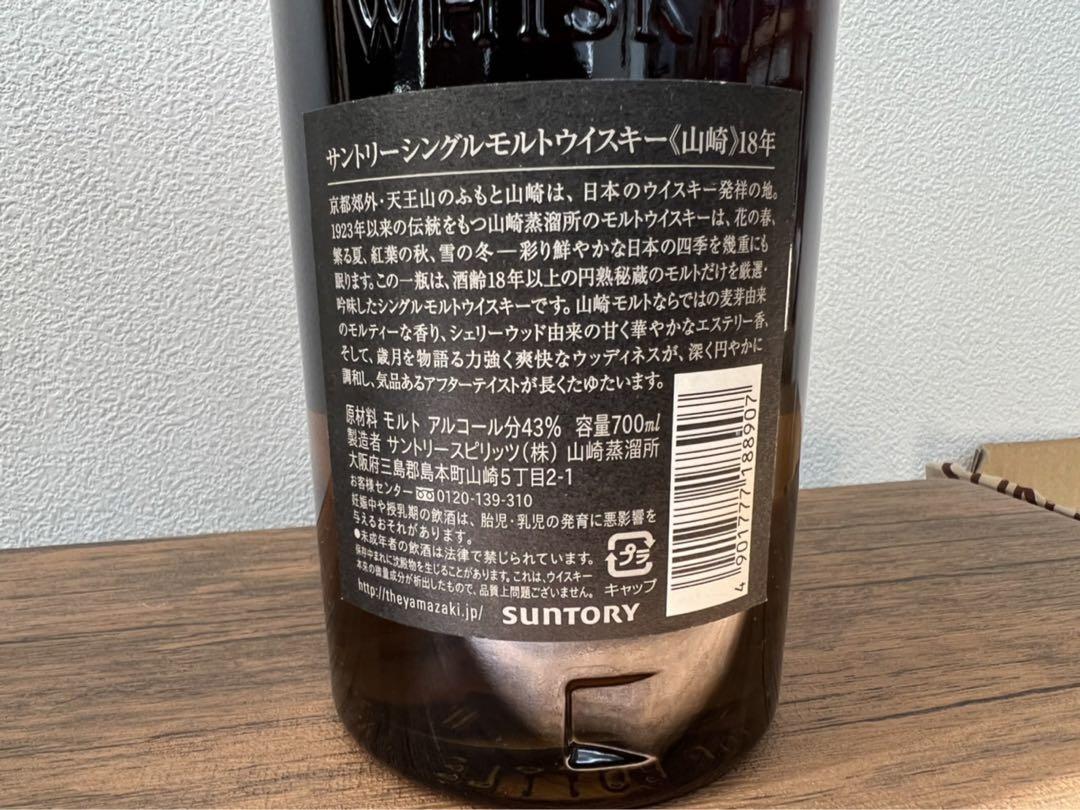 WHISKY
サントリーシングルモルトウイスキー《山崎》18年
京都郊外・天王山のふもと山崎は、日本のウイスキー発祥の地。
1923年以来の伝統をもつ山崎蒸溜所のモルトウイスキーは、花の春、
繁る夏、紅葉の秋、雪の冬―彩り鮮やかな日本の四季を幾重にも
眠ります。この一瓶は、酒齢18年以上の円熟秘蔵のモルトだけを厳選・
吟味したシングルモルトウイスキーです。山崎モルトならではの麦芽由来
のモルティーな香り、シェリーウッド由来の甘く華やかなエステリー香、
そして、歳月を物語る力強く爽快なウッディネスが、深く円やかに
調和し、気品あるアフターテイストが長くたゆたいます。
原材料 モルト アルコール分43% 容量700ml
製造者 サントリースピリッツ(株) 山崎蒸溜所
大阪府三島郡島本町山崎5丁目2-1
お客様センター 0120-139-310
妊娠中や授乳期の飲酒は、胎児・乳児の発育に悪影響を
与えるおそれがあります。
●未成年者の飲酒は法律で禁じられています。
保存中まれに沈殿物を生じることがあります。これは、ウイスキー
本来の微量成分が析出したもので、品質上問題ございません。
プラ
キャップ
http://theyamazaki.jp/
SUNTORY
4 901777 188907